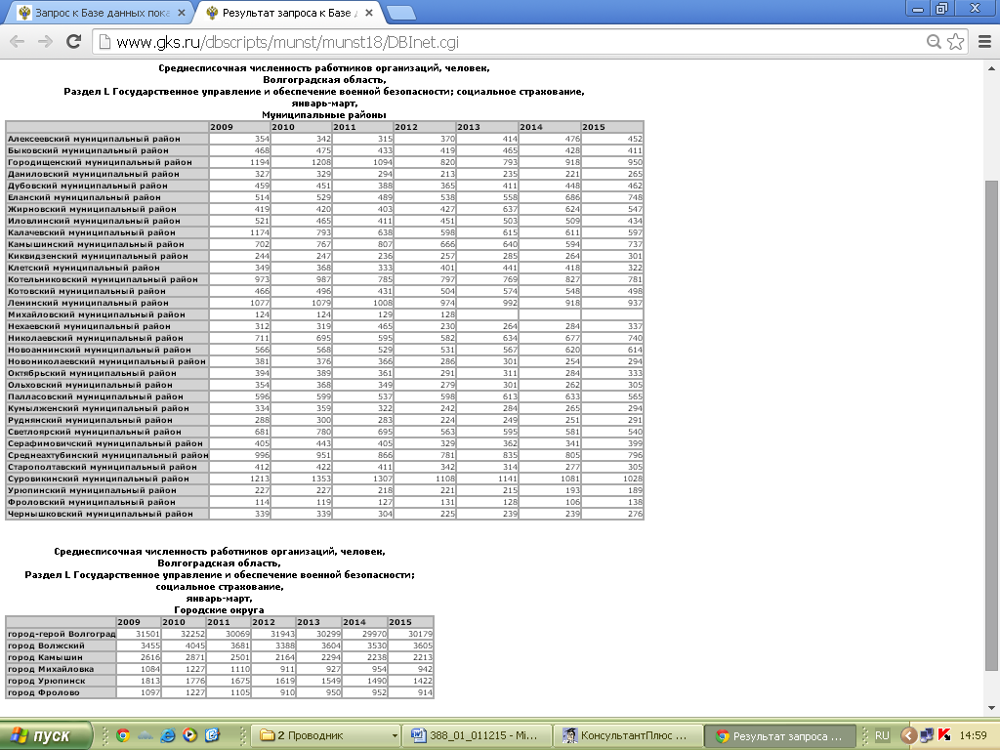 Запрос к Базе данных пока
Результат запроса к Базе
www.gks.ru/dbscripts/munst/munst18/DBInet.cgi
Среднесписочная численность работников организаций, человек,
Волгоградская область,
Раздел L Государственное управление и обеспечение военной безопасности; социальное страхование,
январь-март,
Муниципальные районы
2009 2010 2011 2012 2013 2014 2015
Алексеевский муниципальный район 354 342 315 370 414 476 452
Быковский муниципальный район 468 475 433 419 465 428 411
Городищенский муниципальный район 1194 1208 1094 820 793 918 950
Даниловский муниципальный район 327 329 294 213 235 221 265
Дубовский муниципальный район 459 451 388 365 411 448 462
Еланский муниципальный район 514 529 489 538 558 686 748
Жирновский муниципальный район 419 420 403 427 637 624 547
Иловлинский муниципальный район 521 465 411 451 503 509 434
Калачевский муниципальный район 1174 793 638 598 615 611 597
Камышинский муниципальный район 702 767 807 666 640 594 737
Киквидзенский муниципальный район 244 247 236 257 285 264 301
Клетский муниципальный район 349 368 333 401 441 418 322
Котельниковский муниципальный район 973 987 785 797 769 827 781
Котовский муниципальный район 466 496 431 504 574 548 498
Ленинский муниципальный район 1077 1079 1008 974 992 918 937
Михайловский муниципальный район 124 124 129 128
Нехаевский муниципальный район 312 319 465 230 264 284 337
Николаевский муниципальный район 711 695 595 582 634 677 740
Новоаннинский муниципальный район 566 568 529 531 567 620 614
Новониколаевский муниципальный район 381 376 366 286 301 254 294
Октябрьский муниципальный район 394 389 361 291 311 284 333
Ольховский муниципальный район 354 368 349 279 301 262 305
Палласовский муниципальный район 596 599 537 598 613 633 565
Кумылженский муниципальный район 334 359 322 242 284 265 294
Руднянский муниципальный район 288 300 283 224 249 251 291
Светлоярский муниципальный район 681 780 695 563 595 581 540
Серафимовичский муниципальный район 405 443 405 329 362 341 399
Среднеахтубинский муниципальный район 996 951 866 781 835 805 796
Старополтавский муниципальный район 412 422 411 342 314 277 305
Суровикинский муниципальный район 1213 1353 1307 1108 1141 1081 1028
Урюпинский муниципальный район 227 227 218 221 215 193 189
Фроловский муниципальный район 114 119 127 131 128 106 138
Чернышковский муниципальный район 339 339 304 225 239 239 276
Среднесписочная численность работников организаций, человек,
Волгоградская область,
Раздел L Государственное управление и обеспечение военной безопасности;
социальное страхование,
январь-март,
Городские округа
2009 2010 2011 2012 2013 2014 2015
город-герой Волгоград 31501 32252 30069 31943 30299 29970 30179
город Волжский 3455 4045 3681 3388 3604 3530 3605
город Камышин 2616 2871 2501 2164 2294 2238 2213
город Михайловка 1084 1227 1110 911 927 954 942
город Урюпинск 1813 1776 1675 1619 1549 1490 1422
город Фролово 1097 1227 1105 910 950 952 914
пуск
2 Проводник
388_01_011215 - Mi...
КонсультантПлюс ...
Результат запроса ...
RU
14:59